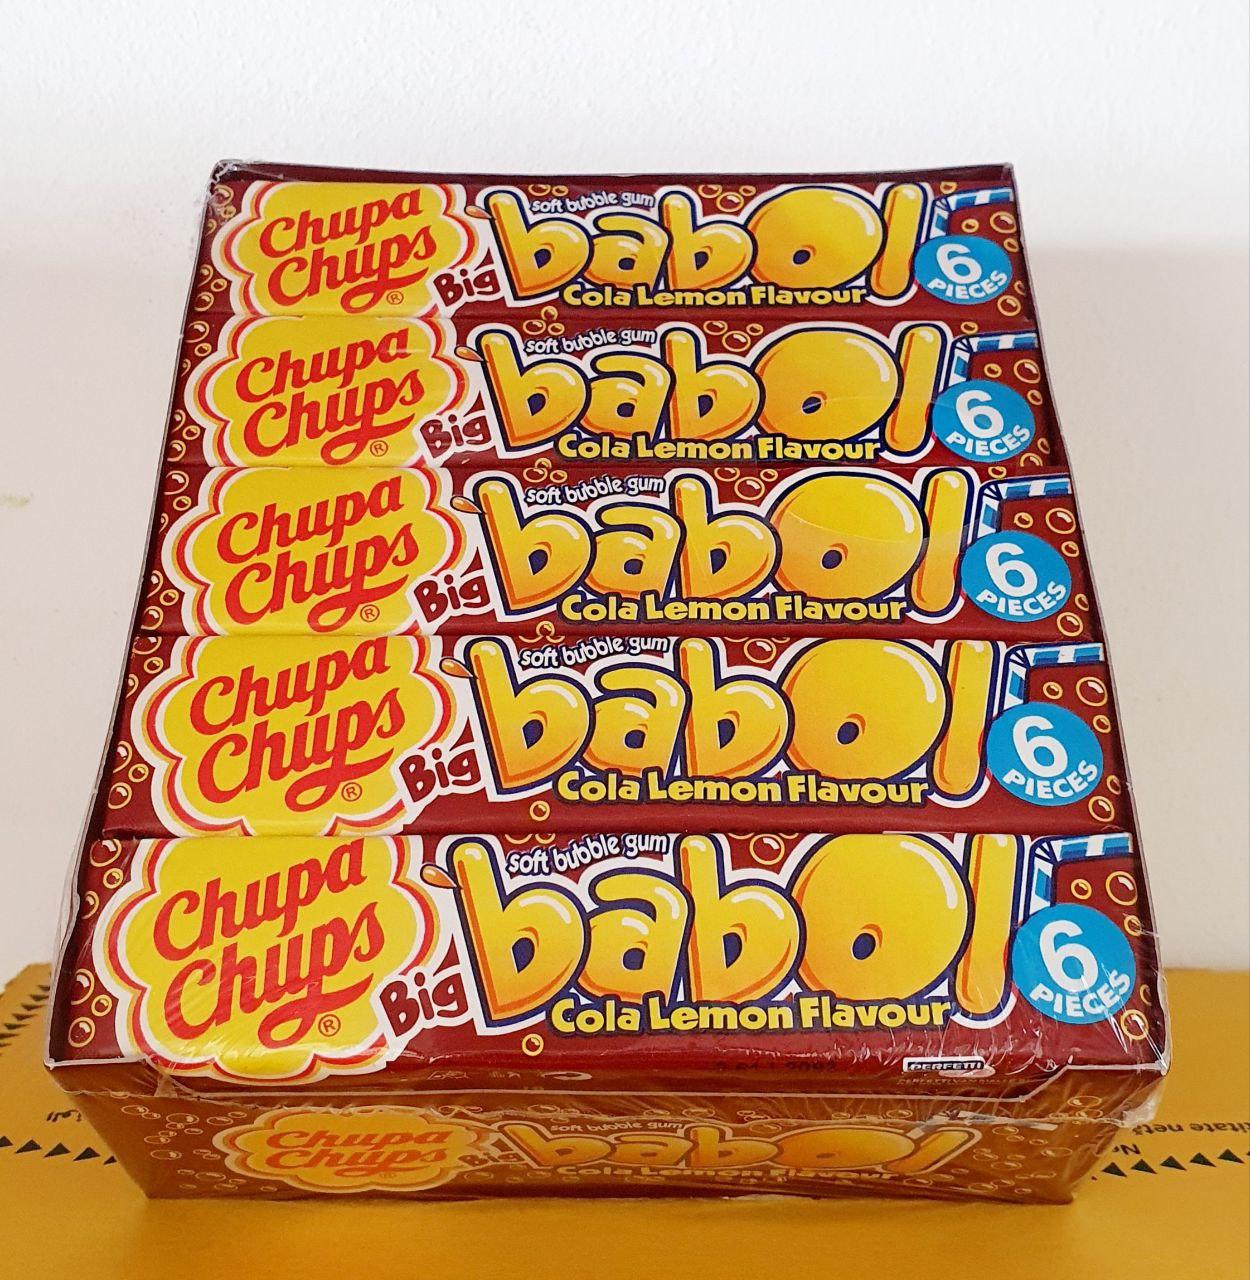 Chupa
Chups
®
Big
soft bubble gum
babol
Cola Lemon Flavour
6
PIECES
Chupa
Chups
®
Big
soft bubble gum
babol
Cola Lemon Flavour
6
PIECES
Chupa
Chups
®
Big
soft bubble gum
babol
Cola Lemon Flavour
6
PIECES
Chupa
Chups
®
Big
soft bubble gum
babol
Cola Lemon Flavour
6
PIECES
Chupa
Chups
®
Big
soft bubble gum
babol
Cola Lemon Flavour
6
PIECES
PERFETTI
Chupa
Chups
Big
soft bubble gum
babol
Cola Lemon Flavour